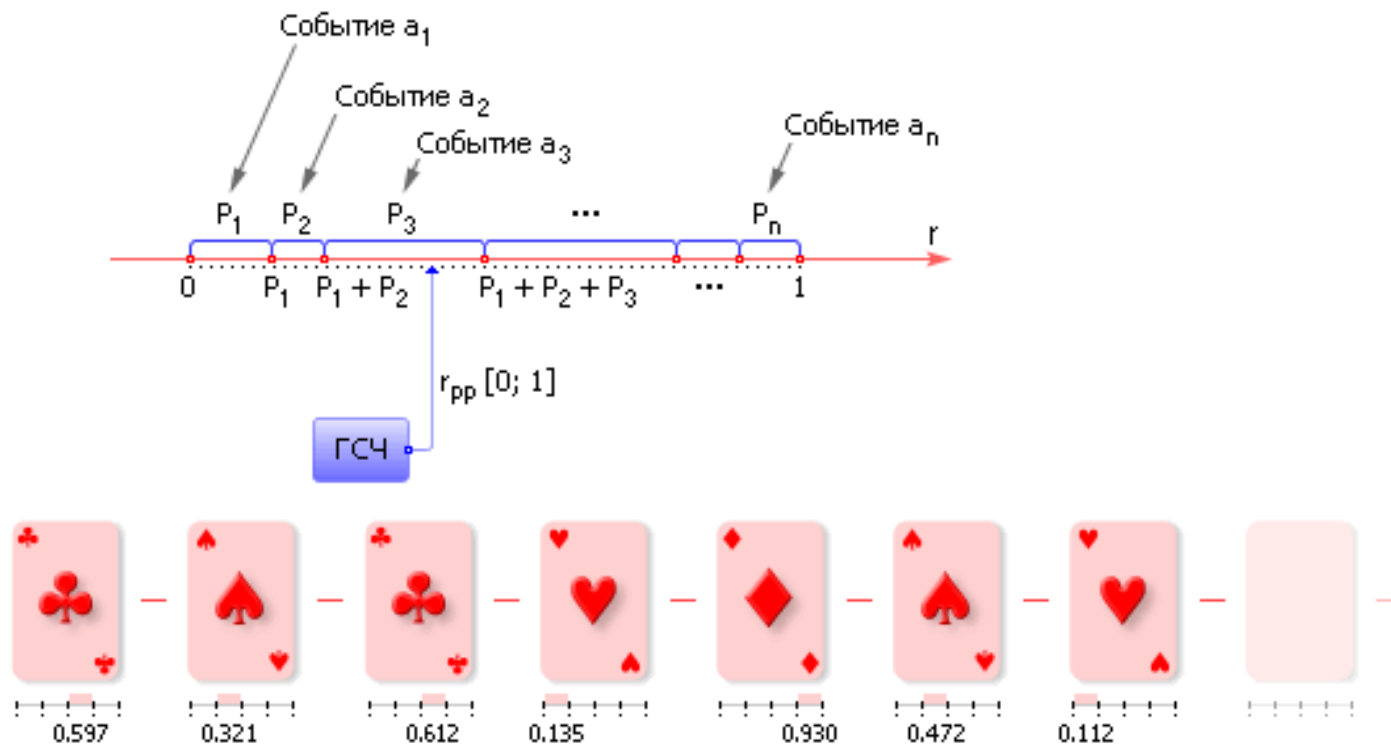 Событие a1
Событие a2
Событие a3
Событие an
P1 P2 P3 ... Pn
r
0 P1 P1 + P2 P1 + P2 + P3 ... 1
rрр [0; 1]
ГСЧ
0.597 0.321 0.612 0.135 0.930 0.472 0.112